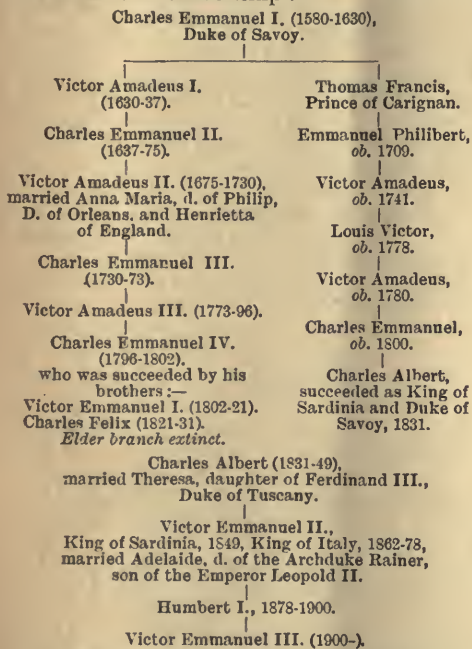 Charles Emmanuel I. (1580-1630),
Duke of Savoy.
Victor Amadeus I.
(1630-37).
Charles Emmanuel II.
(1637-75).
Victor Amadeus II. (1675-1730),
married Anna Maria, d. of Philip,
D. of Orleans, and Henrietta
of England.
Charles Emmanuel III.
(1730-73).
Victor Amadeus III. (1773-96).
Charles Emmanuel IV.
(1796-1802).
who was succeeded by his
brothers:—
Victor Emmanuel I. (1802-21).
Charles Felix (1821-31).
Elder branch extinct.
Thomas Francis,
Prince of Carignan.
Emmanuel Philibert,
ob. 1709.
Victor Amadeus,
ob. 1741.
Louis Victor,
ob. 1778.
Victor Amadeus,
ob. 1780.
Charles Emmanuel,
ob. 1800.
Charles Albert,
succeeded as King of
Sardinia and Duke of
Savoy, 1831.
Charles Albert (1831-49),
married Theresa, daughter of Ferdinand III.,
Duke of Tuscany.
Victor Emmanuel II.,
King of Sardinia, 1849, King of Italy, 1862-78,
married Adelaide, d. of the Archduke Rainer,
son of the Emperor Leopold II.
Humbert I., 1878-1900.
Victor Emmanuel III. (1900-).